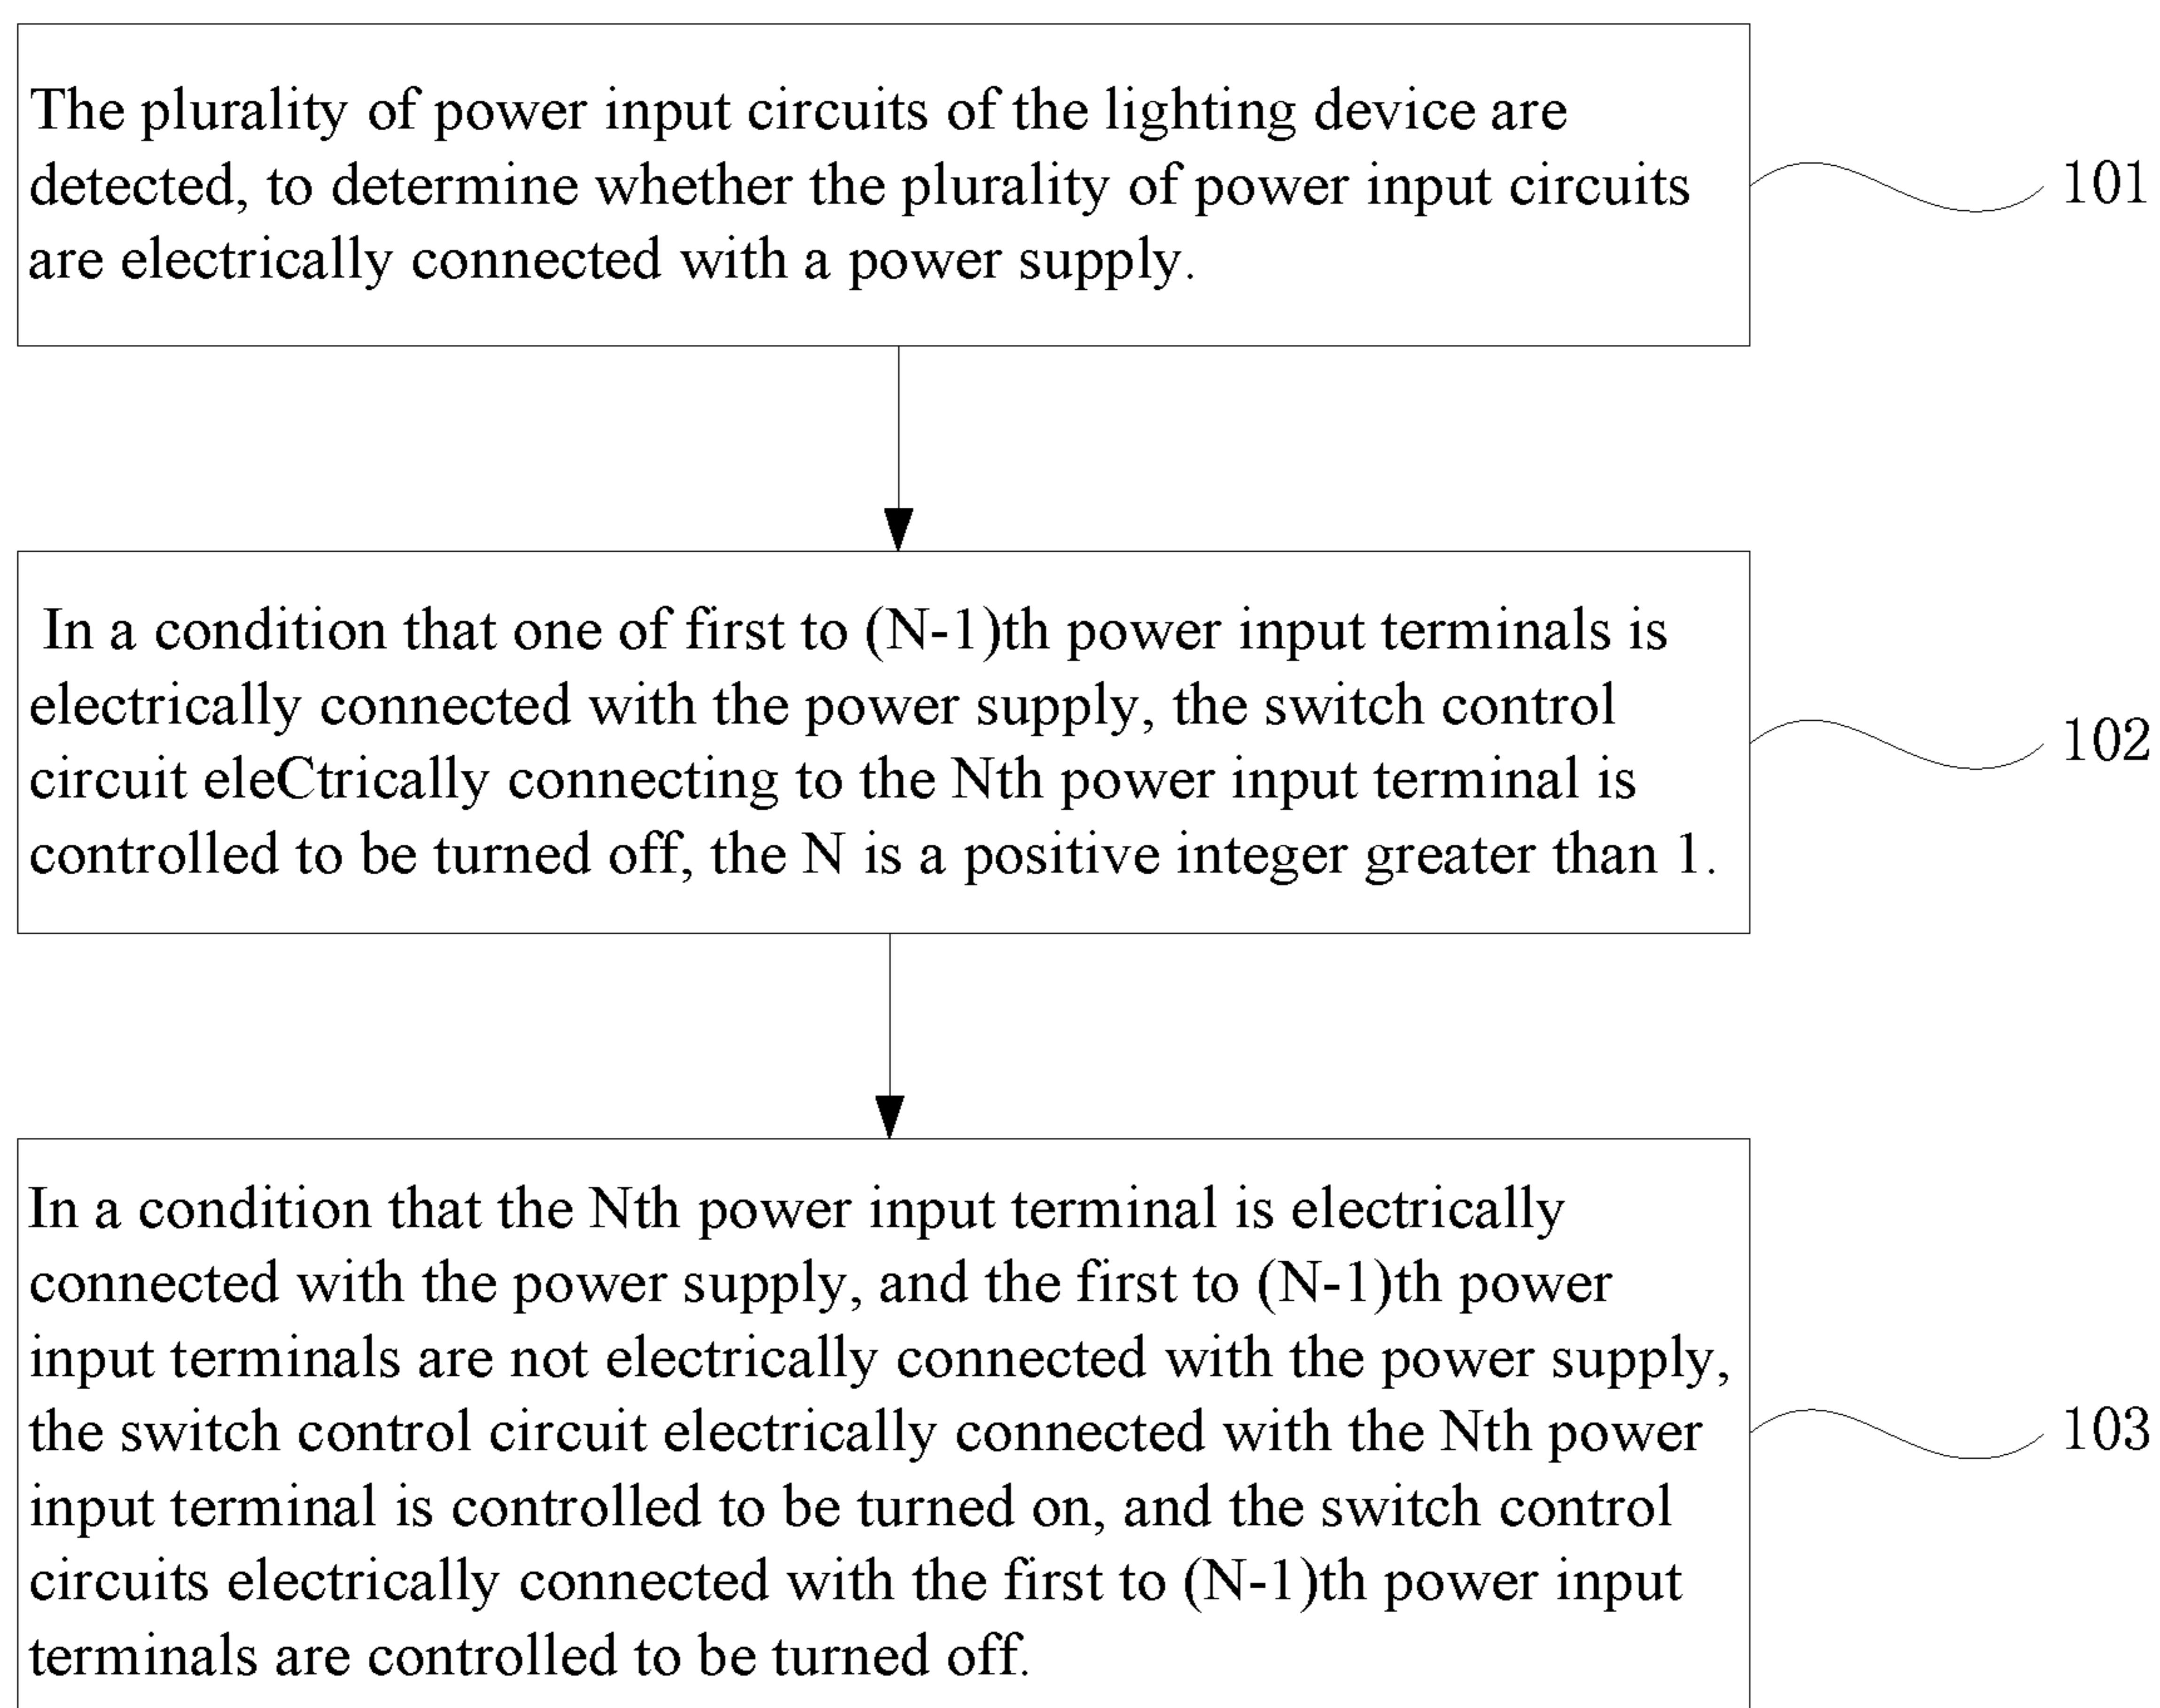 The plurality of power input circuits of the lighting device are
detected, to determine whether the plurality of power input circuits
are electrically connected with a power supply.
101
In a condition that one of first to (N-1)th power input terminals is
electrically connected with the power supply, the switch control
circuit eleCtrically connecting to the Nth power input terminal is
controlled to be turned off, the N is a positive integer greater than 1.
102
In a condition that the Nth power input terminal is electrically
connected with the power supply, and the first to (N-1)th power
input terminals are not electrically connected with the power supply,
the switch control circuit electrically connected with the Nth power
input terminal is controlled to be turned on, and the switch control
circuits electrically connected with the first to (N-1)th power input
terminals are controlled to be turned off.
103